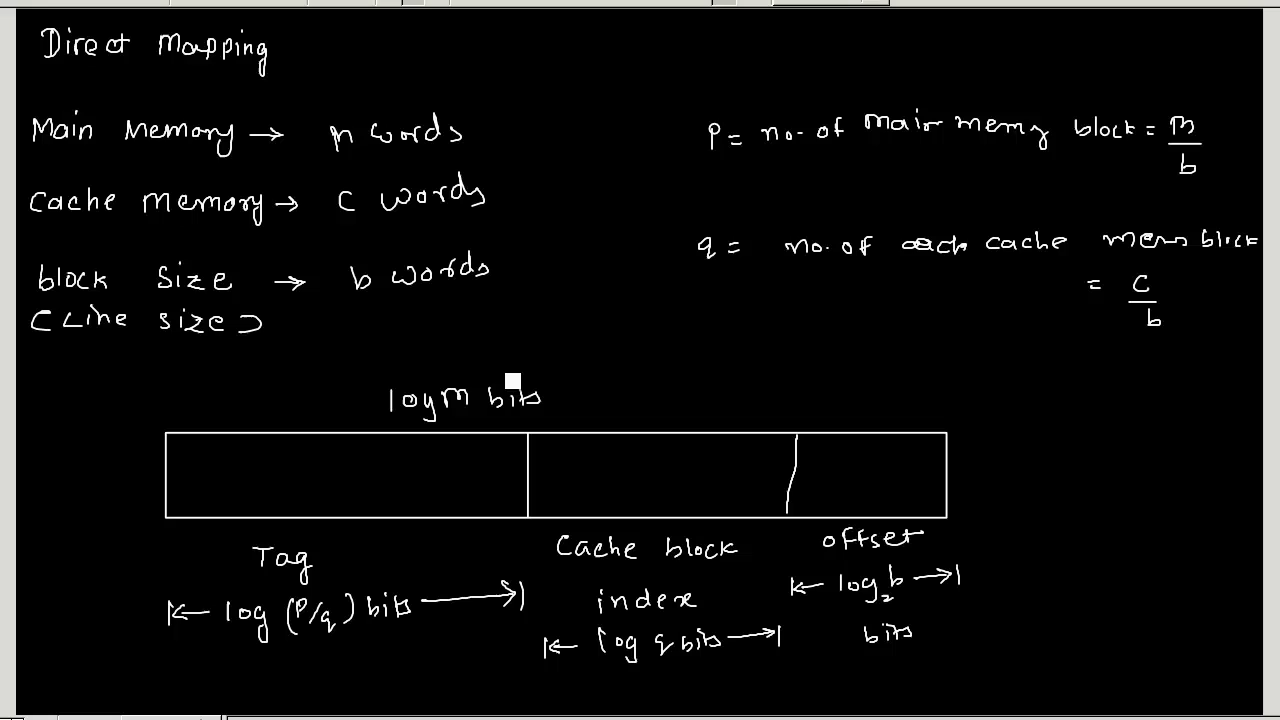 Direct Mapping
Main Memory → m words
P = no. of main memory block = m
b
Cache Memory → C words
q = no. of cache mem block
= C
b
block size → b words
( Line size )
log m bits
Tag
Cache block
offset
log (P/q) bits
index
log₂ b
log q bits
bits